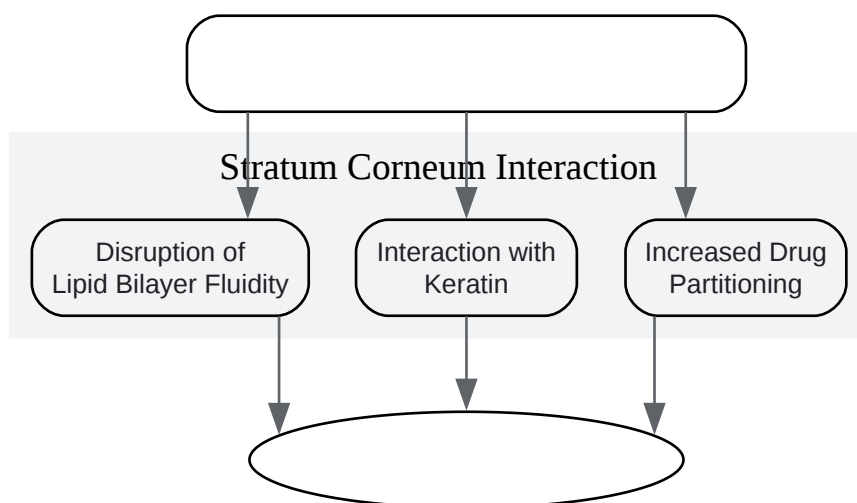 Stratum Corneum Interaction
Disruption of
Lipid Bilayer Fluidity
Interaction with
Keratin
Increased Drug
Partitioning